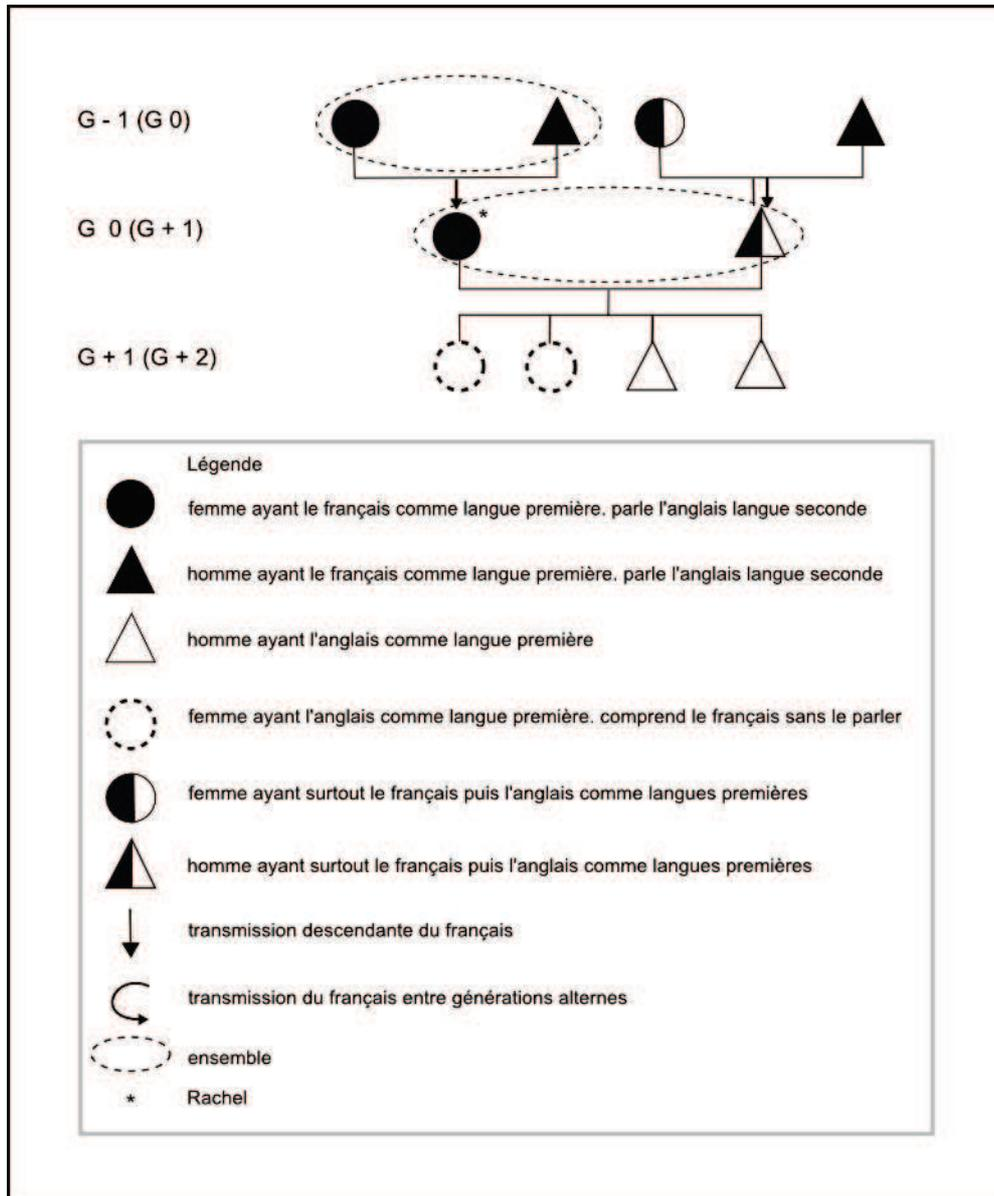 G - 1 (G 0)
*
G 0 (G + 1)
G + 1 (G + 2)
Légende
femme ayant le français comme langue première. parle l'anglais langue seconde
homme ayant le français comme langue première. parle l'anglais langue seconde
homme ayant l'anglais comme langue première
femme ayant l'anglais comme langue première. comprend le français sans le parler
femme ayant surtout le français puis l'anglais comme langues premières
homme ayant surtout le français puis l'anglais comme langues premières
transmission descendante du français
transmission du français entre générations alternes
ensemble
* Rachel